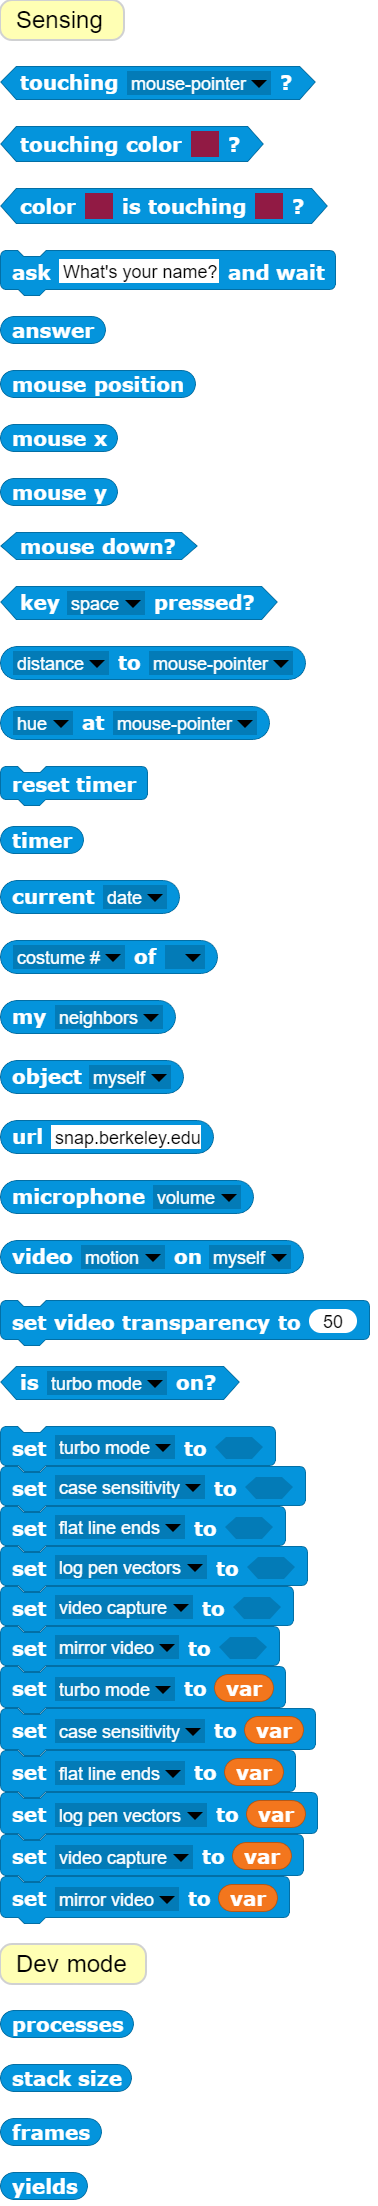 Sensing
touching mouse-pointer ?
touching color ?
color is touching ?
ask What's your name? and wait
answer
mouse position
mouse x
mouse y
mouse down?
key space pressed?
distance to mouse-pointer
hue at mouse-pointer
reset timer
timer
current date
costume # of
my neighbors
object myself
url snap.berkeley.edu
microphone volume
video motion on myself
set video transparency to 50
is turbo mode on?
set turbo mode to
set case sensitivity to
set flat line ends to
set log pen vectors to
set video capture to
set mirror video to
set turbo mode to var
set case sensitivity to var
set flat line ends to var
set log pen vectors to var
set video capture to var
set mirror video to var
Dev mode
processes
stack size
frames
yields